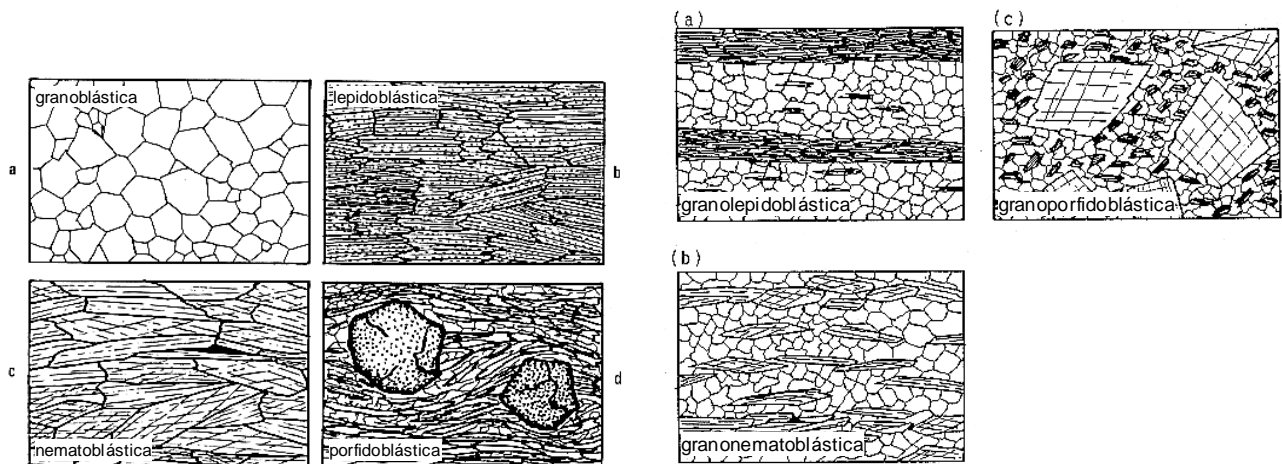 granoblástica
lepidoblástica
a
b
nematoblástica
porfidoblástica
c
d
(a)
granolepidoblástica
(c)
granoporfidoblástica
(b)
granonematoblástica